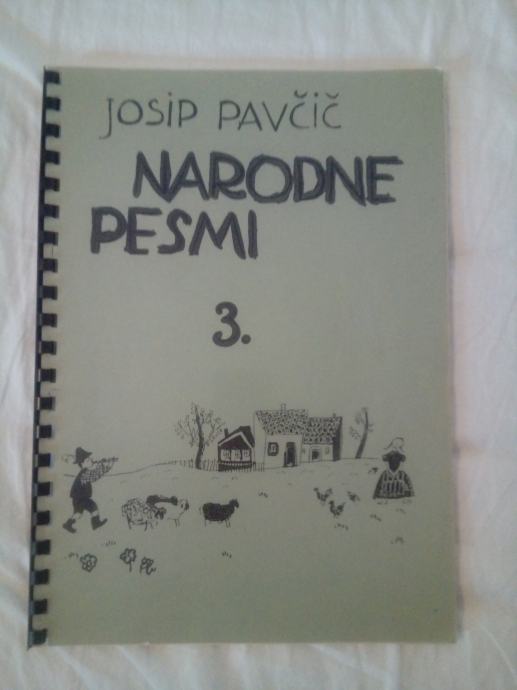 JOSIP PAVČIČ
NARODNE
PESMI
3.